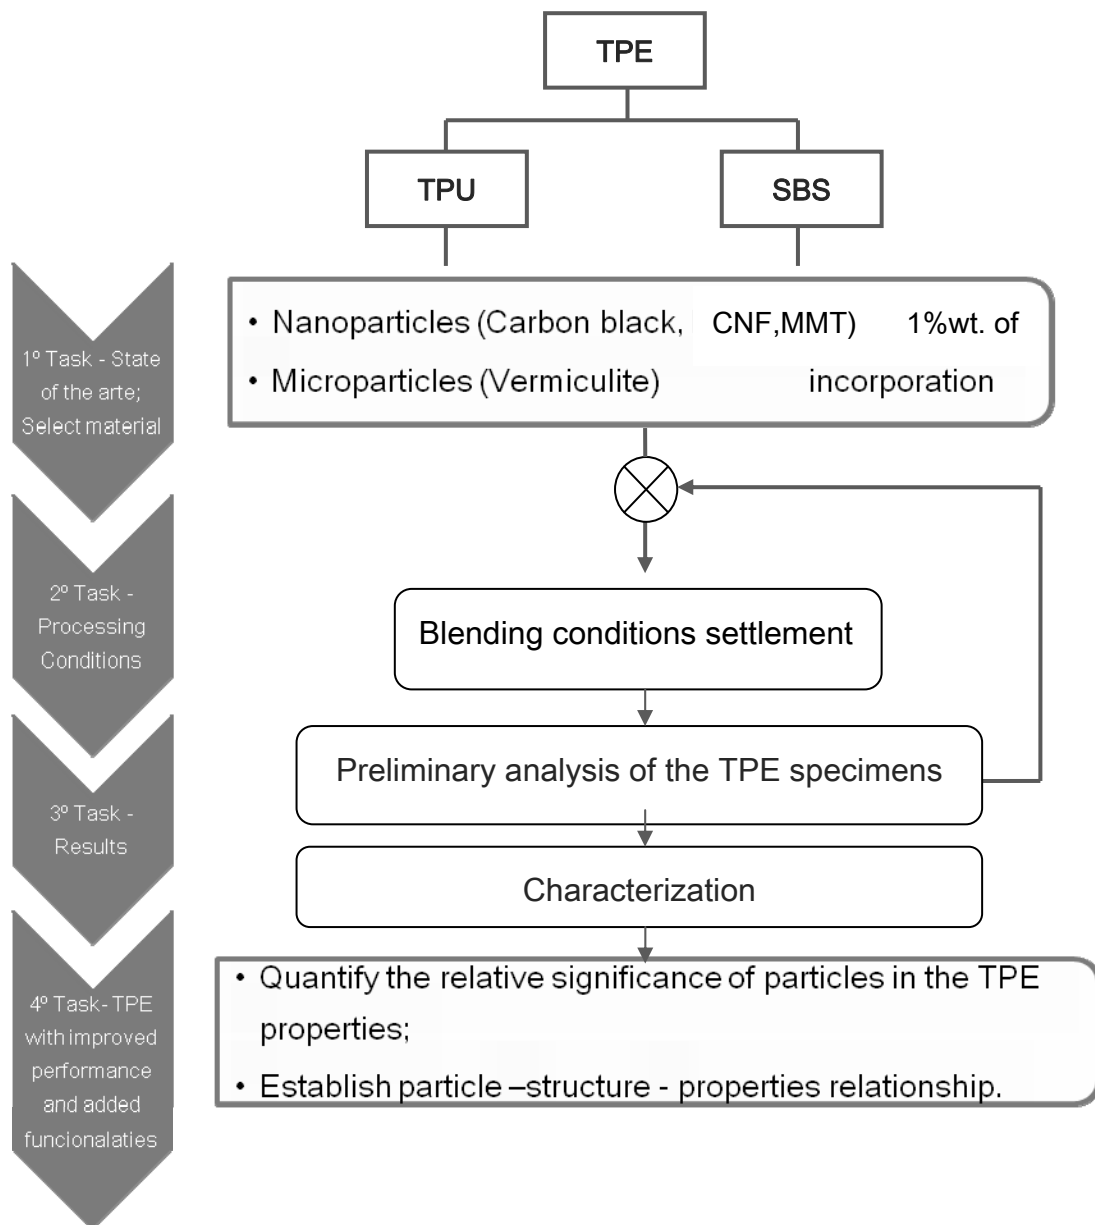 TPE
TPU
SBS
• Nanoparticles (Carbon black, CNF,MMT) 1%wt. of
• Microparticles (Vermiculite) incorporation
1º Task - State
of the arte;
Select material
2º Task -
Processing
Conditions
Blending conditions settlement
Preliminary analysis of the TPE specimens
3º Task -
Results
Characterization
• Quantify the relative significance of particles in the TPE
properties;
• Establish particle –structure - properties relationship.
4º Task- TPE
with improved
performance
and added
funcionalaties